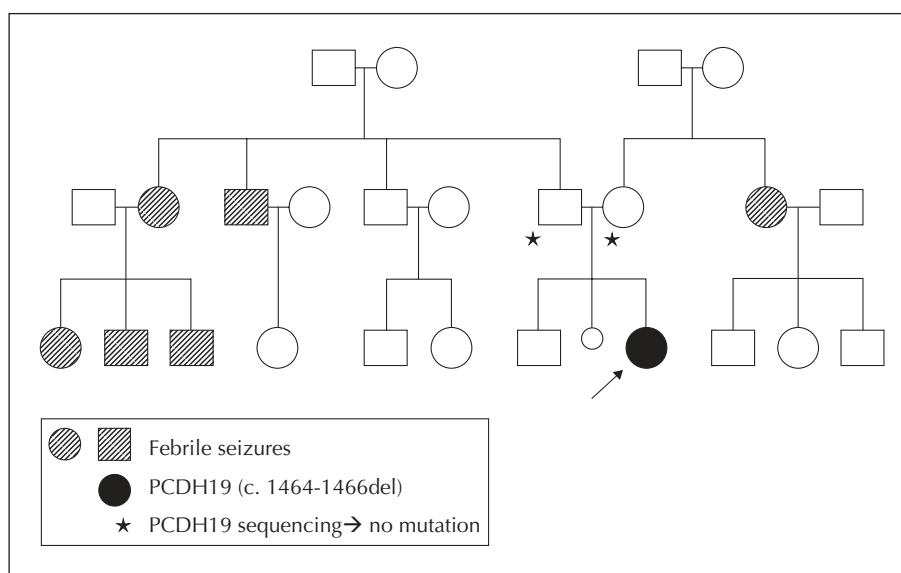 Febrile seizures
PCDH19 (c. 1464-1466del)
PCDH19 sequencing→ no mutation